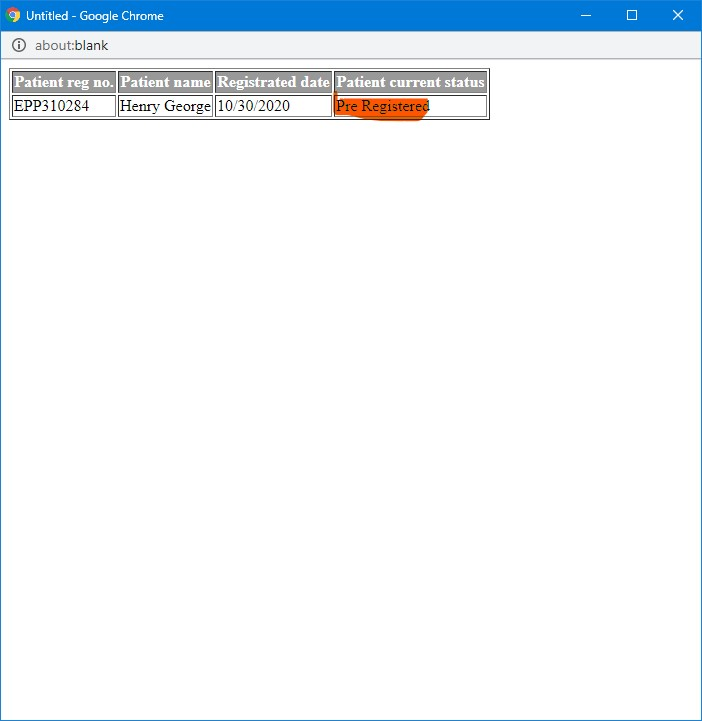 Untitled - Google Chrome
about:blank
Patient reg no. Patient name Registrated date Patient current status
EPP310284 Henry George 10/30/2020 Pre Registered